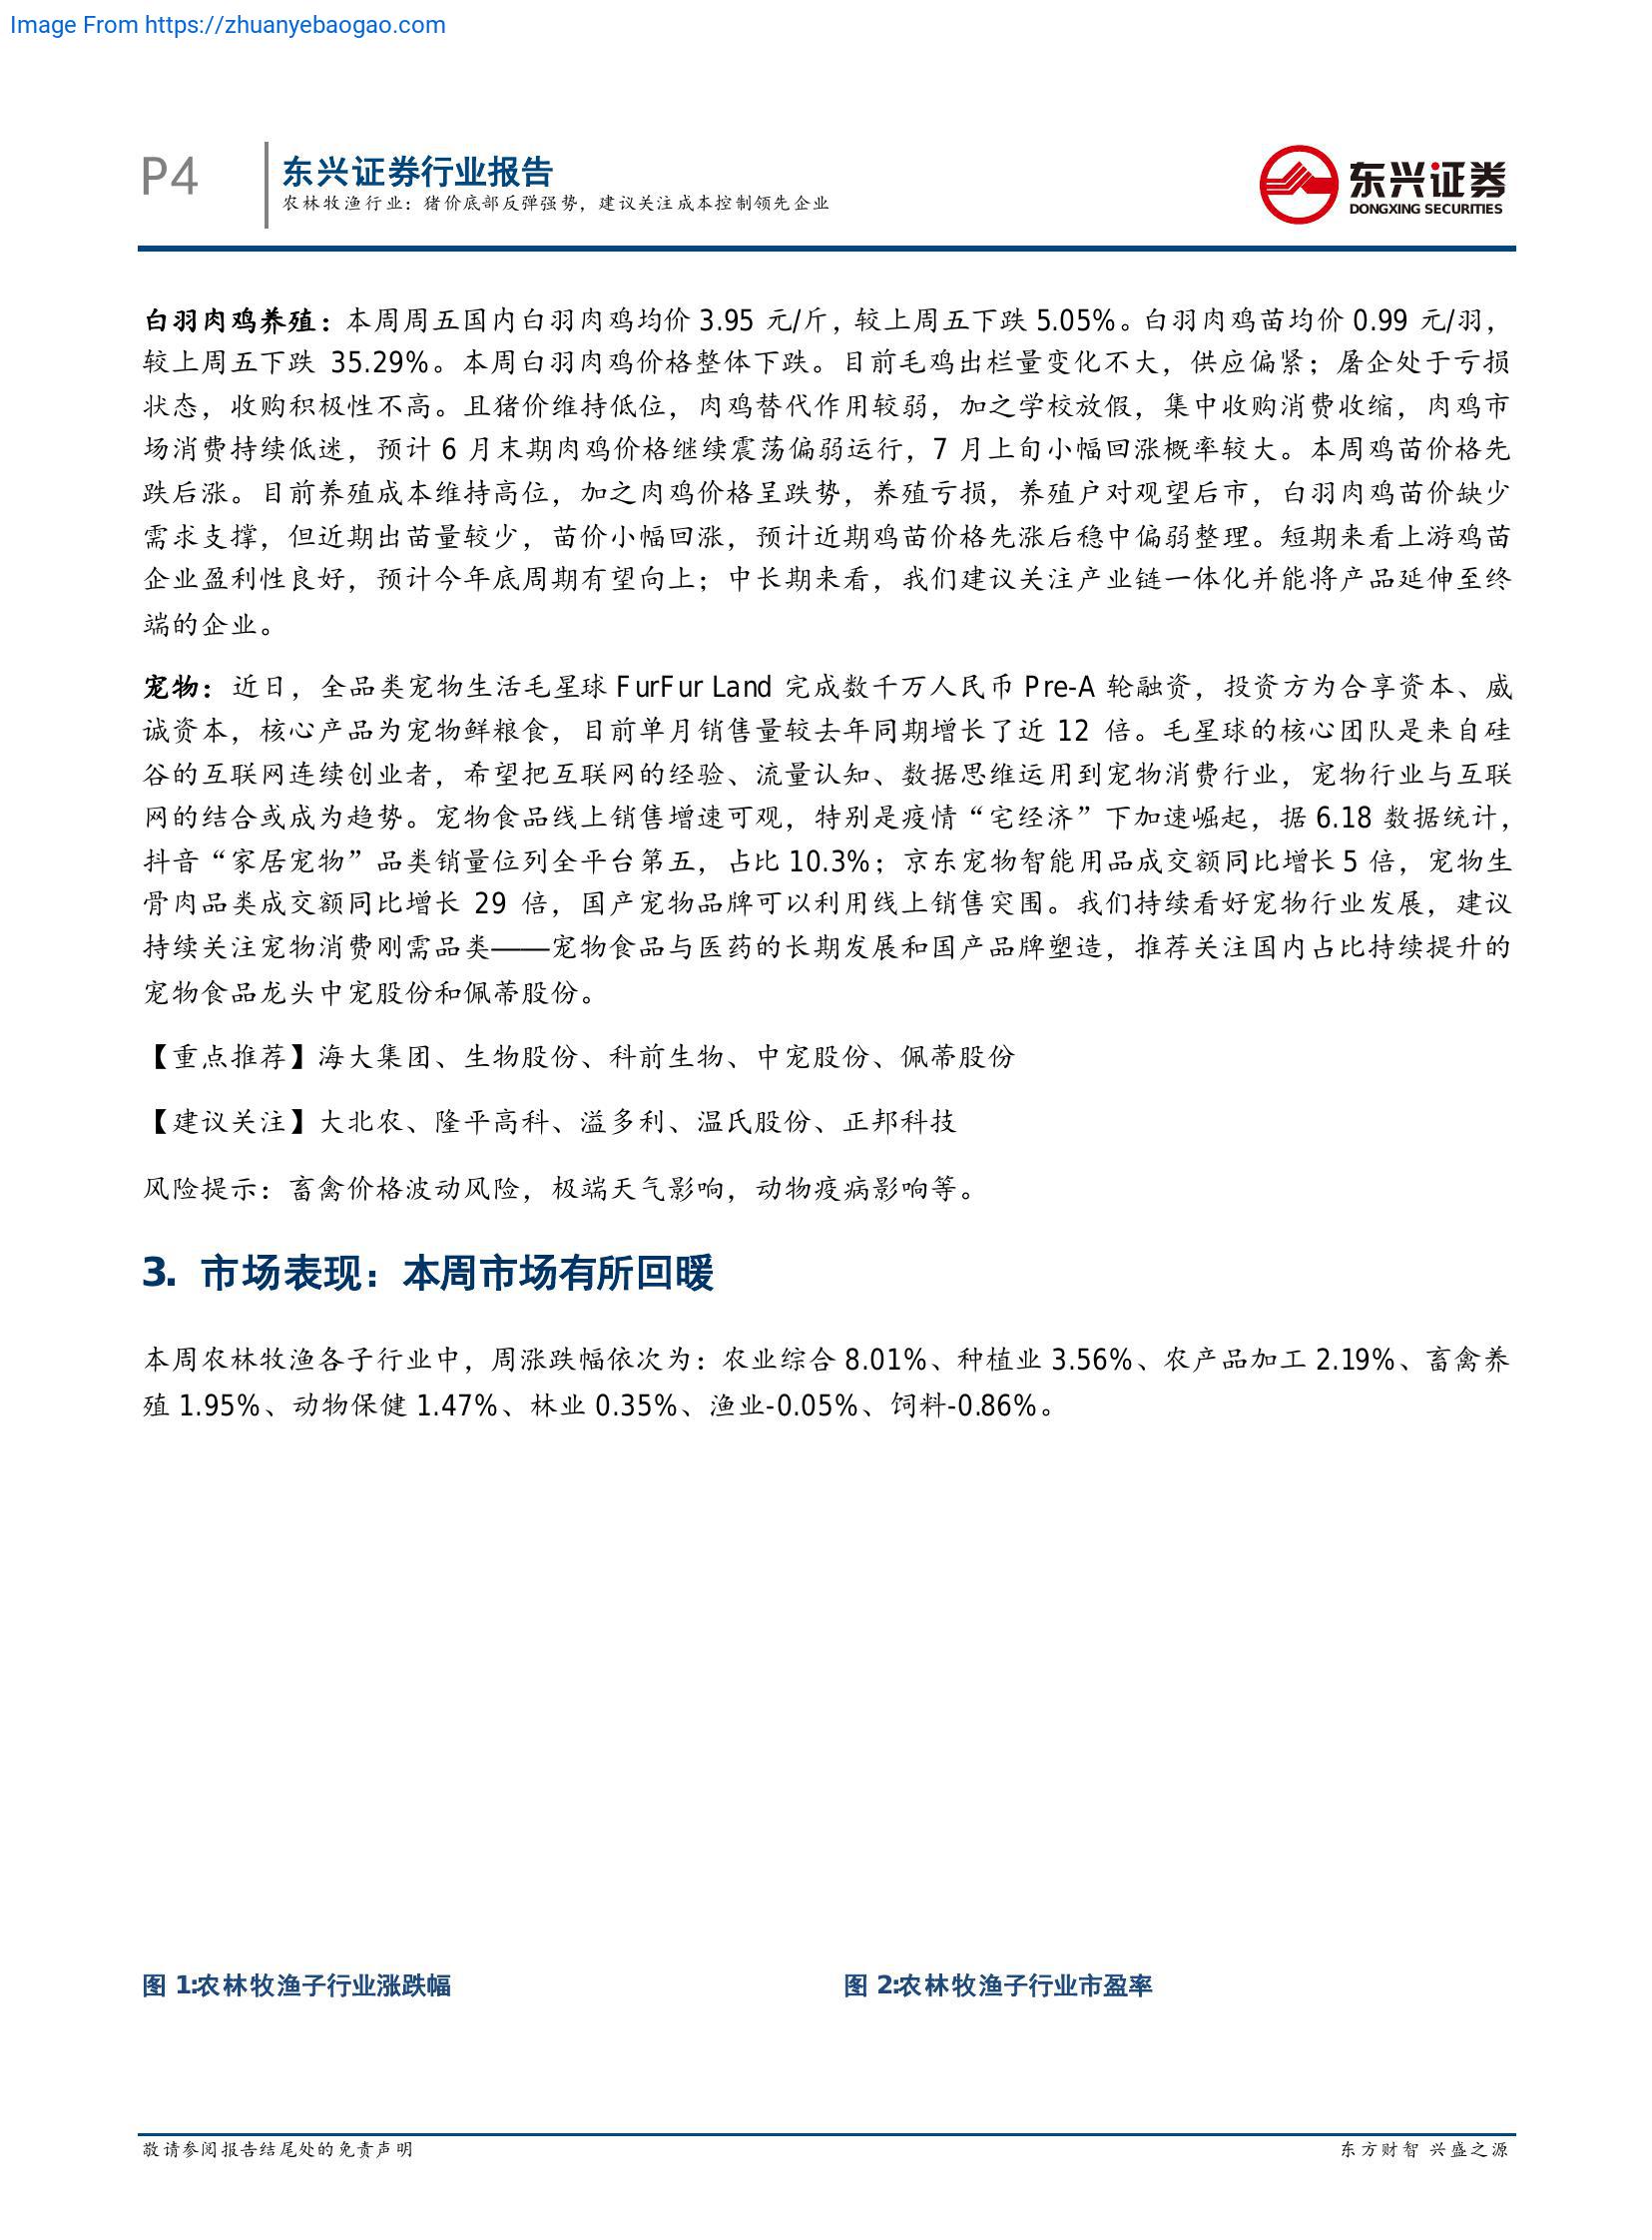 Image From https://zhuanyebaogao.com
P4
东兴证券行业报告
农林牧渔行业：猪价底部反弹强势，建议关注成本控制领先企业
东兴证券
DONGXING SECURITIES
白羽肉鸡养殖：本周周五国内白羽肉鸡均价 3.95 元/斤，较上周五下跌 5.05%。白羽肉鸡苗均价 0.99 元/羽，
较上周五下跌 35.29%。本周白羽肉鸡价格整体下跌。目前毛鸡出栏量变化不大，供应偏紧；屠企处于亏损
状态，收购积极性不高。且猪价维持低位，肉鸡替代作用较弱，加之学校放假，集中收购消费收缩，肉鸡市
场消费持续低迷，预计 6 月末期肉鸡价格继续震荡偏弱运行，7 月上旬小幅回涨概率较大。本周鸡苗价格先
跌后涨。目前养殖成本维持高位，加之肉鸡价格呈跌势，养殖亏损，养殖户对观望后市，白羽肉鸡苗价缺少
需求支撑，但近期出苗量较少，苗价小幅回涨，预计近期鸡苗价格先涨后稳中偏弱整理。短期来看上游鸡苗
企业盈利性良好，预计今年底周期有望向上；中长期来看，我们建议关注产业链一体化并能将产品延伸至终
端的企业。
宠物：近日，全品类宠物生活毛星球 FurFur Land 完成数千万人民币 Pre-A 轮融资，投资方为合享资本、威
诚资本，核心产品为宠物鲜粮食，目前单月销售量较去年同期增长了近 12 倍。毛星球的核心团队是来自硅
谷的互联网连续创业者，希望把互联网的经验、流量认知、数据思维运用到宠物消费行业，宠物行业与互联
网的结合或成为趋势。宠物食品线上销售增速可观，特别是疫情“宅经济”下加速崛起，据 6.18 数据统计，
抖音“家居宠物”品类销量位列全平台第五，占比 10.3%；京东宠物智能用品成交额同比增长 5 倍，宠物生
骨肉品类成交额同比增长 29 倍，国产宠物品牌可以利用线上销售突围。我们持续看好宠物行业发展，建议
持续关注宠物消费刚需品类——宠物食品与医药的长期发展和国产品牌塑造，推荐关注国内占比持续提升的
宠物食品龙头中宠股份和佩蒂股份。
【重点推荐】海大集团、生物股份、科前生物、中宠股份、佩蒂股份
【建议关注】大北农、隆平高科、溢多利、温氏股份、正邦科技
风险提示：畜禽价格波动风险，极端天气影响，动物疫病影响等。
3. 市场表现：本周市场有所回暖
本周农林牧渔各子行业中，周涨跌幅依次为：农业综合 8.01%、种植业 3.56%、农产品加工 2.19%、畜禽养
殖 1.95%、动物保健 1.47%、林业 0.35%、渔业-0.05%、饲料-0.86%。
图 1:农林牧渔子行业涨跌幅
图 2:农林牧渔子行业市盈率
敬请参阅报告结尾处的免责声明
东方财智 兴盛之源